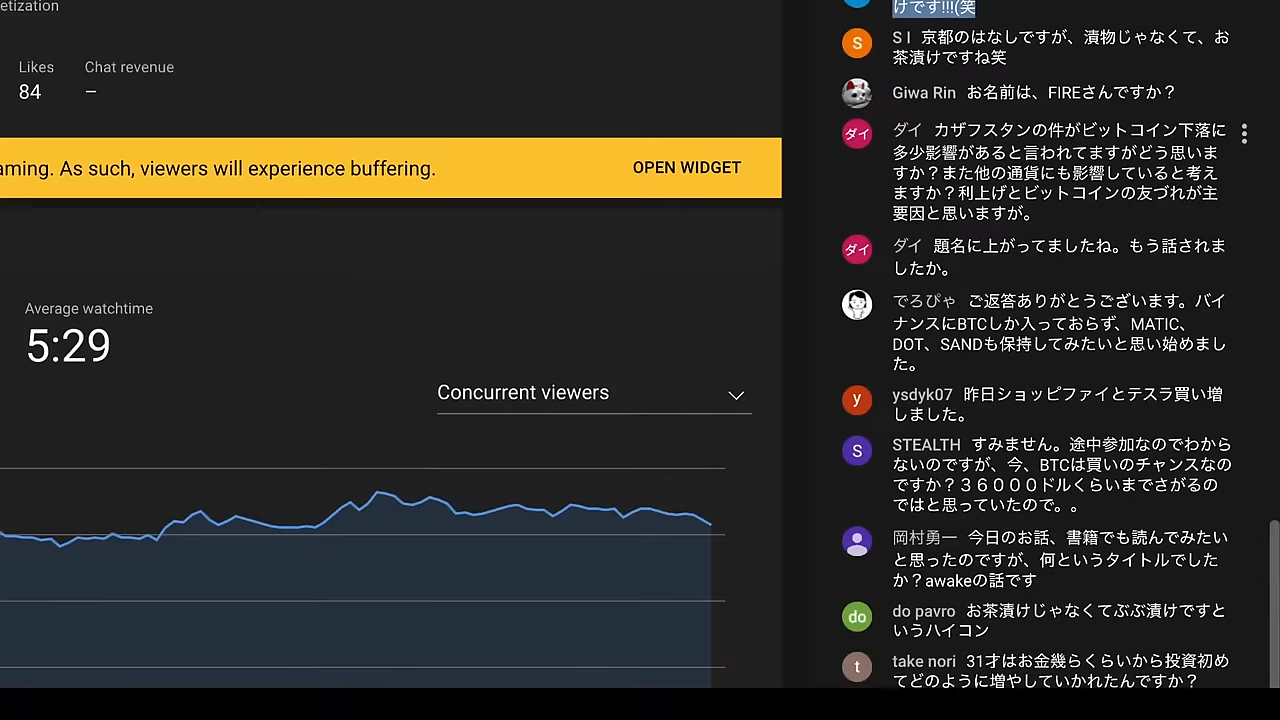 etization
Likes
Chat revenue
84
–
aming. As such, viewers will experience buffering.
OPEN WIDGET
Average watchtime
5:29
Concurrent viewers
けです!!!(笑
S
S I 京都のはなしですが、漬物じゃなくて、お
茶漬けですね笑
Giwa Rin お名前は、FIREさんですか？
ダイ
ダイ カザフスタンの件がビットコイン下落に
多少影響があると言われてますがどう思いま
すか？また他の通貨にも影響していると考え
ますか？利上げとビットコインの友づれが主
要因と思いますが。
ダイ
ダイ 題名に上がってましたね。もう話されま
したか。
でろぴゃ ご返答ありがとうございます。バイ
ナンスにBTCしか入っておらず、MATIC、
DOT、SANDも保持してみたいと思い始めまし
た。
y
ysdyk07 昨日ショッピファイとテスラ買い増
しました。
S
STEALTH すみません。途中参加なのでわから
ないのですが、今、BTCは買いのチャンスなの
ですか？３６０００ドルくらいまでさがるの
ではと思っていたので。。
岡村勇一 今日のお話、書籍でも読んでみたい
と思ったのですが、何というタイトルでした
か？awakeの話です
do
do pavro お茶漬けじゃなくてぶぶ漬けですと
いうハイコン
t
take nori 31才はお金幾らくらいから投資初め
てどのように増やしていかれたんですか？